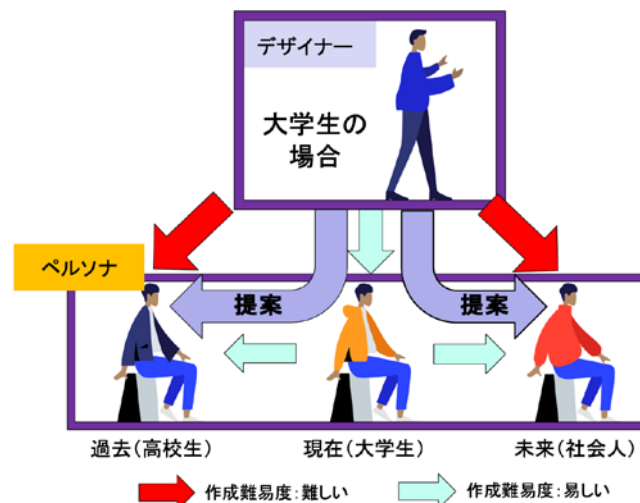 デザイナー
大学生の
場合
ペルソナ
提案
提案
過去(高校生)
現在(大学生)
未来(社会人)
作成難易度:難しい
作成難易度:易しい